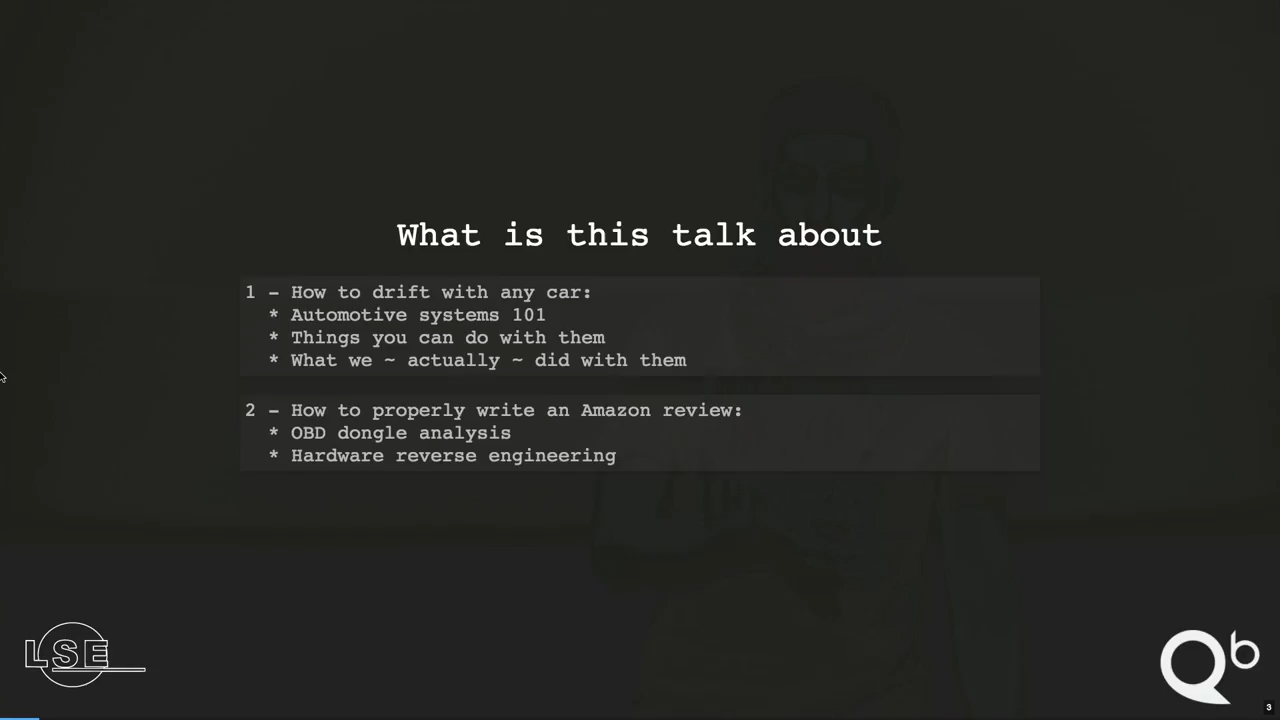 What is this talk about
1 - How to drift with any car:
* Automotive systems 101
* Things you can do with them
* What we ~ actually ~ did with them
2 - How to properly write an Amazon review:
* OBD dongle analysis
* Hardware reverse engineering
LSE
Qb
3